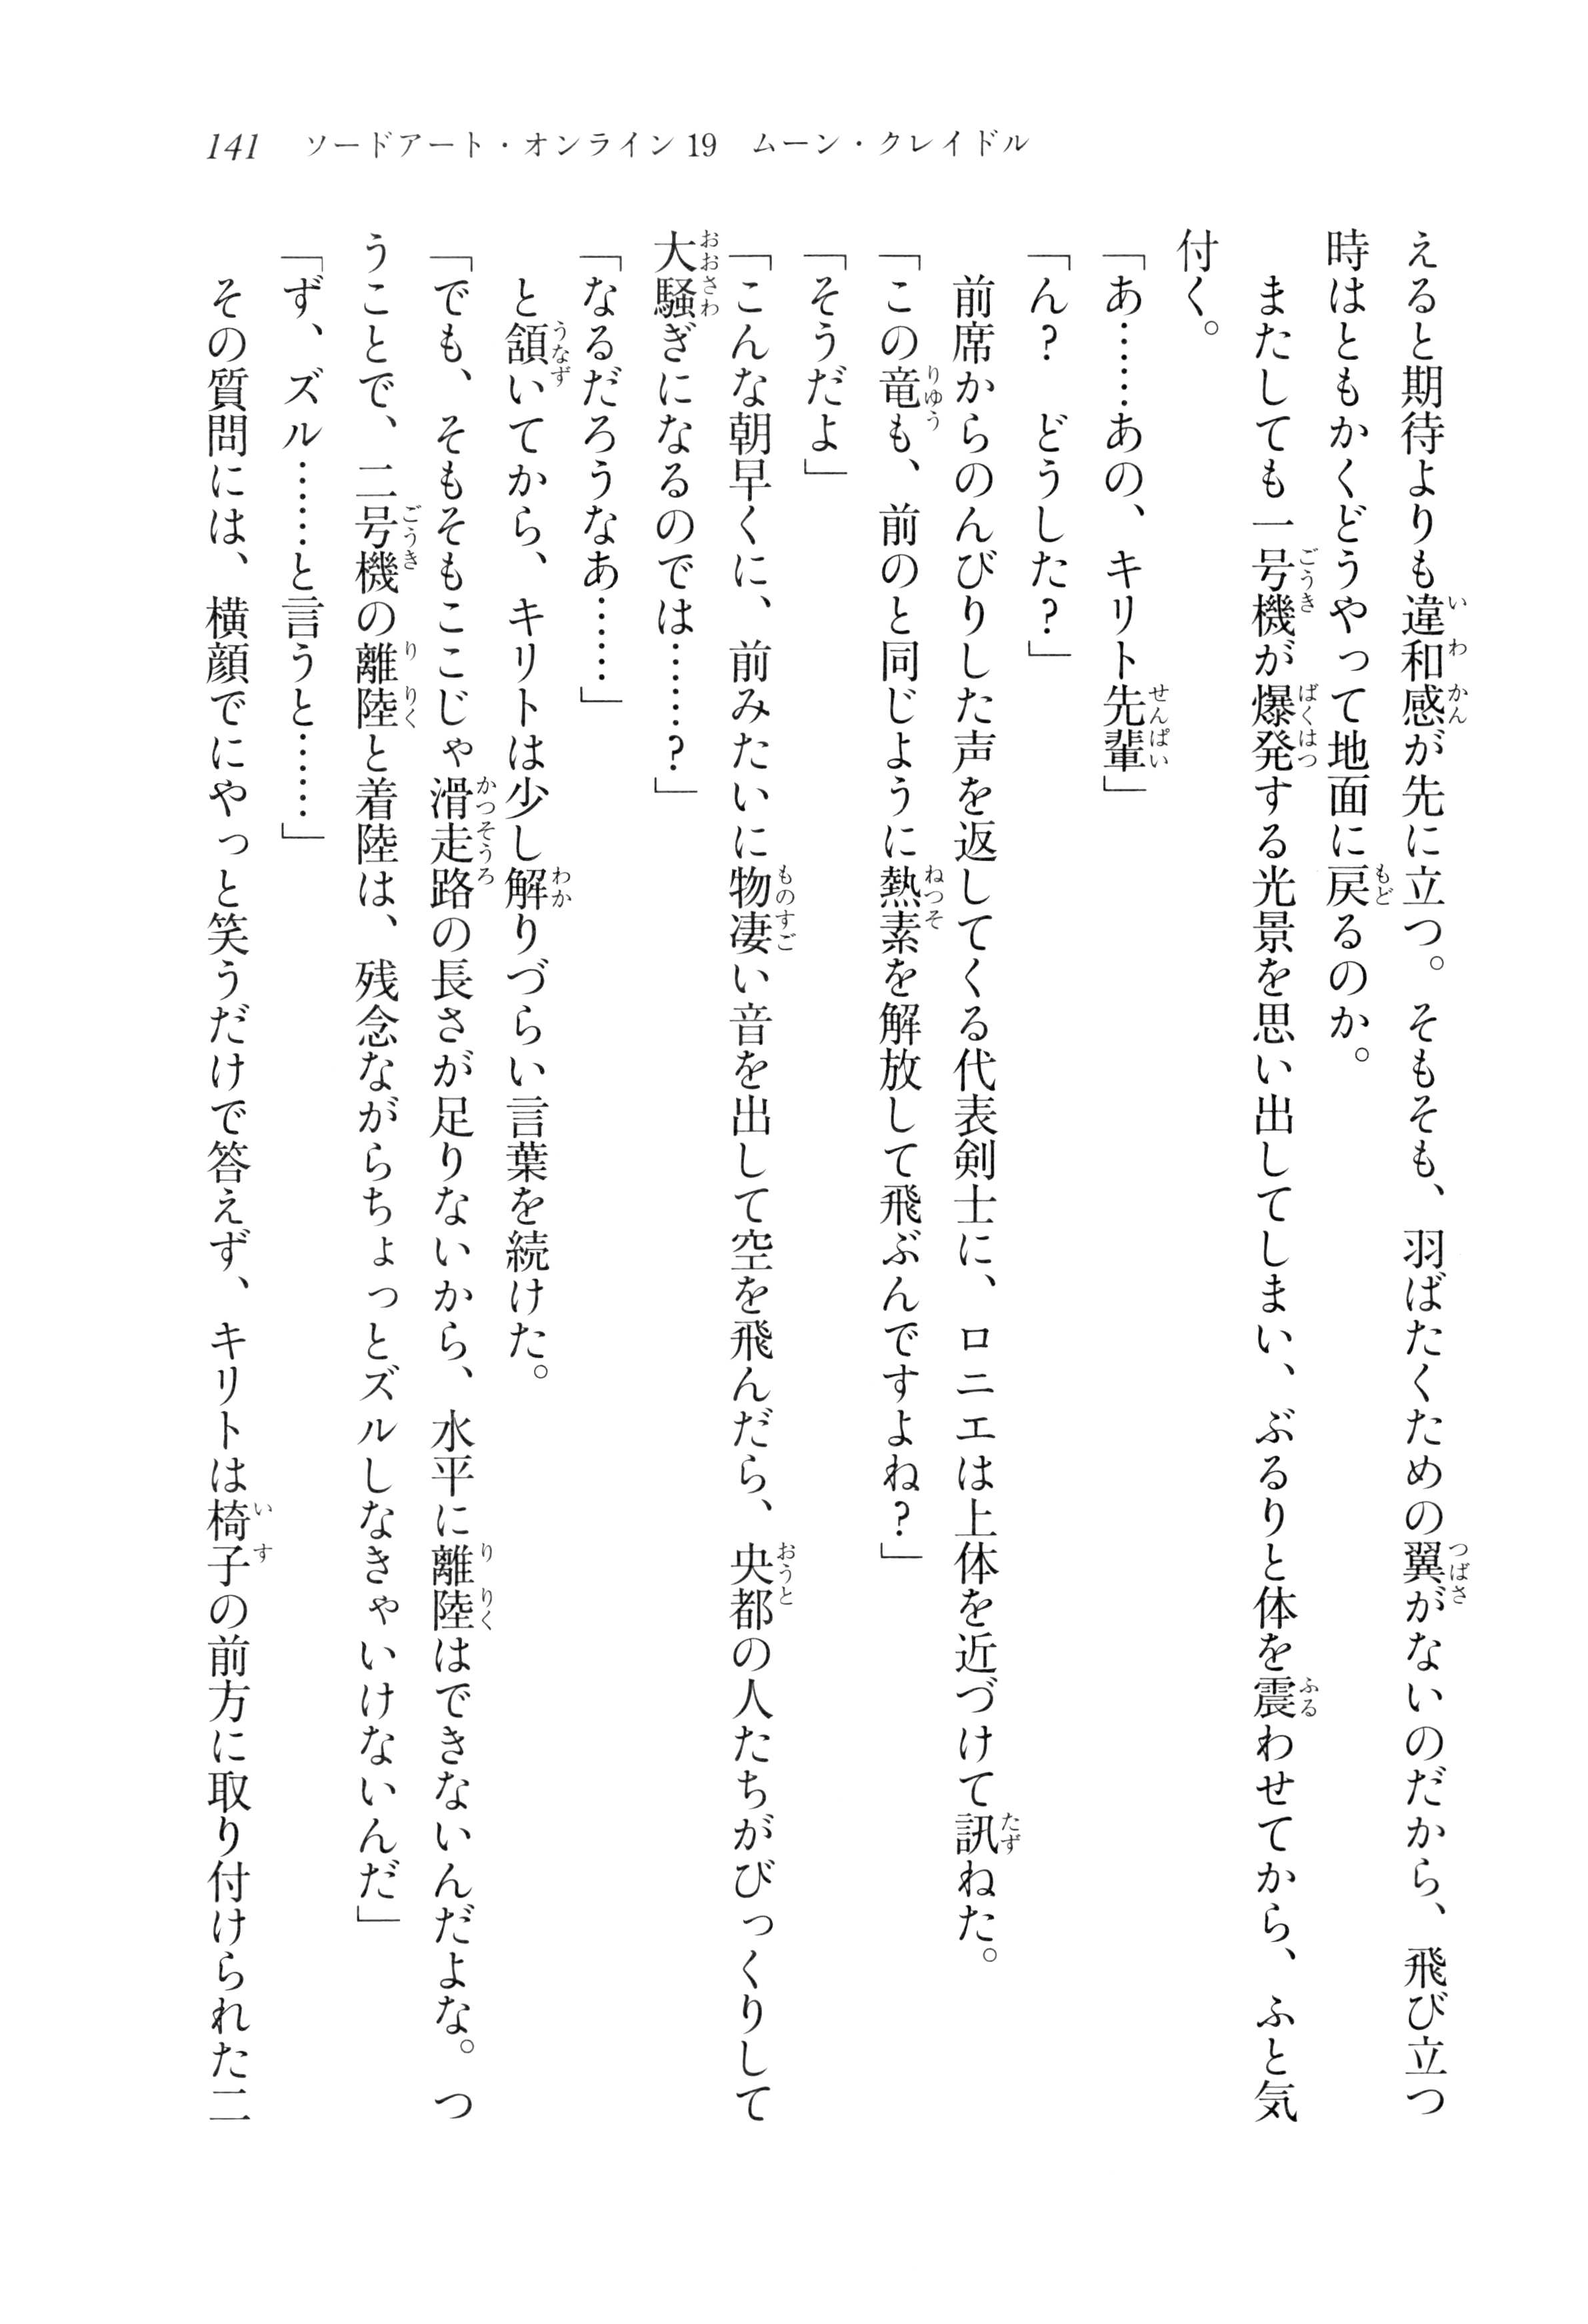 141　ソードアート・オンライン19　ムーン・クレイドル
えると期待よりも違和感が先に立つ。そもそも、羽ばたくための翼がないのだから、飛び立つ
時はともかくどうやって地面に戻るのか。
　またしても一号機が爆発する光景を思い出してしまい、ぶるりと体を震わせてから、ふと気
付く。
「あ……あの、キリト先輩」
「ん？　どうした？」
　前席からのんびりした声を返してくる代表剣士に、ロニエは上体を近づけて訊ねた。
「この竜も、前のと同じように熱素を解放して飛ぶんですよね？」
「そうだよ」
「こんな朝早くに、前みたいに物凄い音を出して空を飛んだら、央都の人たちがびっくりして
大騒ぎになるのでは……？」
「なるだろうなあ……」
　と頷いてから、キリトは少し解りづらい言葉を続けた。
「でも、そもそもここじゃ滑走路の長さが足りないから、水平に離陸はできないんだよな。つ
うことで、二号機の離陸と着陸は、残念ながらちょっとズルしなきゃいけないんだ」
「ず、ズル……と言うと……」
　その質問には、横顔でにやっと笑うだけで答えず、キリトは椅子の前方に取り付けられた二